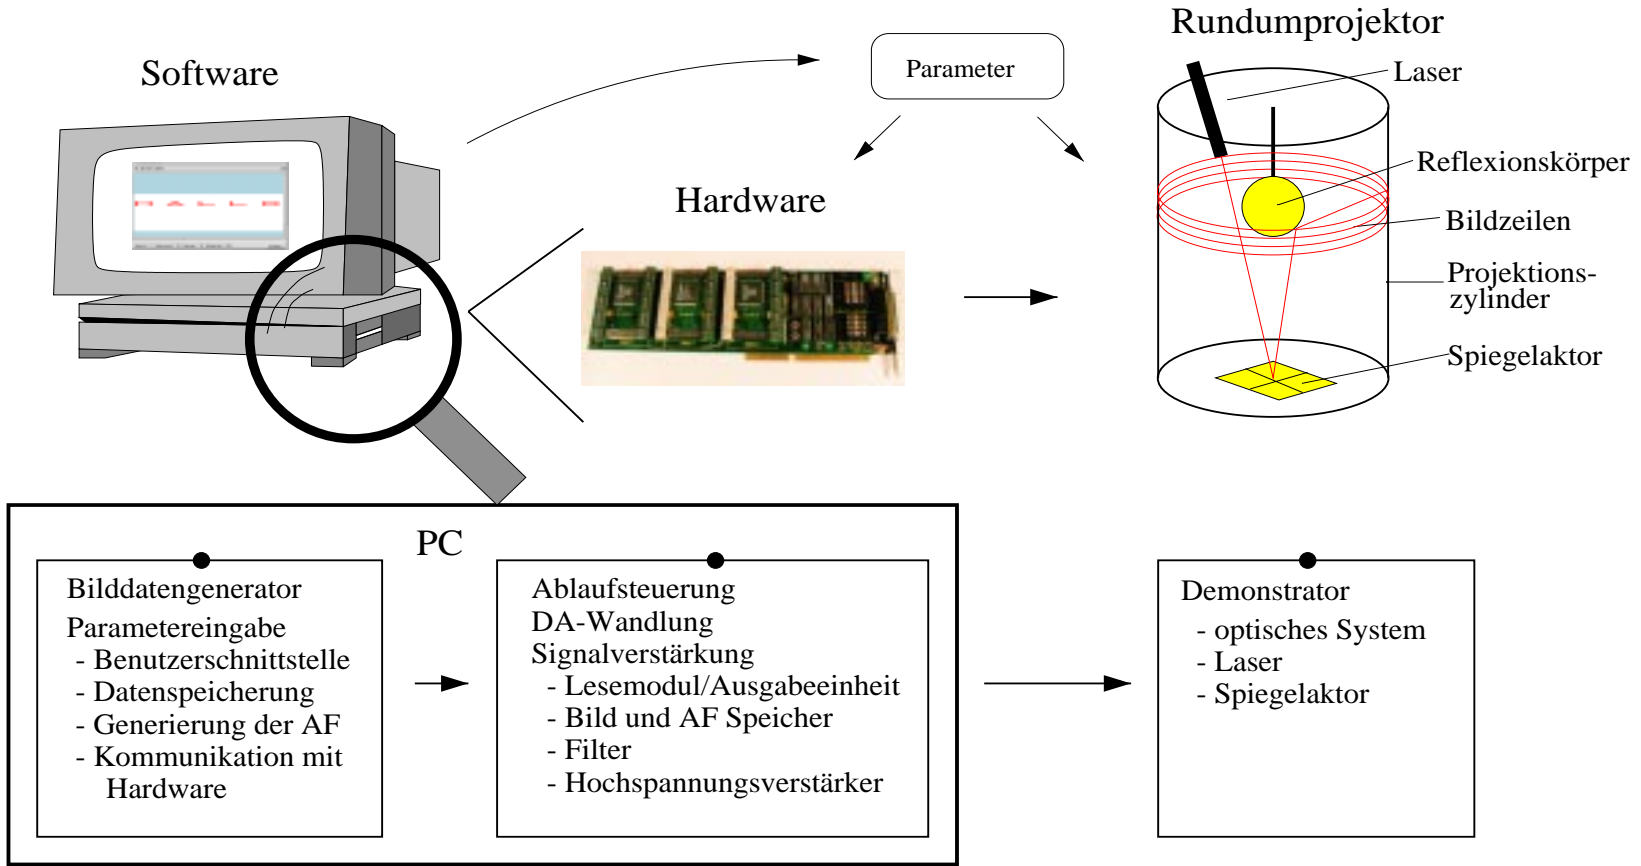 Rundumprojektor
Software
Parameter
Laser
Reflexionskörper
Hardware
Bildzeilen
Projektions-
zylinder
Spiegelaktor
PC
Bilddatengenerator
Parametereingabe
- Benutzerschnittstelle
- Datenspeicherung
- Generierung der AF
- Kommunikation mit
Hardware
Ablaufsteuerung
DA-Wandlung
Signalverstärkung
- Lesemodul/Ausgabeeinheit
- Bild und AF Speicher
- Filter
- Hochspannungsverstärker
Demonstrator
- optisches System
- Laser
- Spiegelaktor